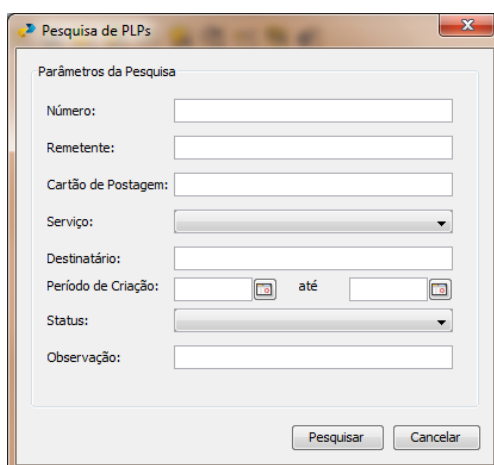 Pesquisa de PLPs
Parâmetros da Pesquisa
Número:
Remetente:
Cartão de Postagem:
Serviço:
Destinatário:
Período de Criação: até
Status:
Observação:
Pesquisar Cancelar